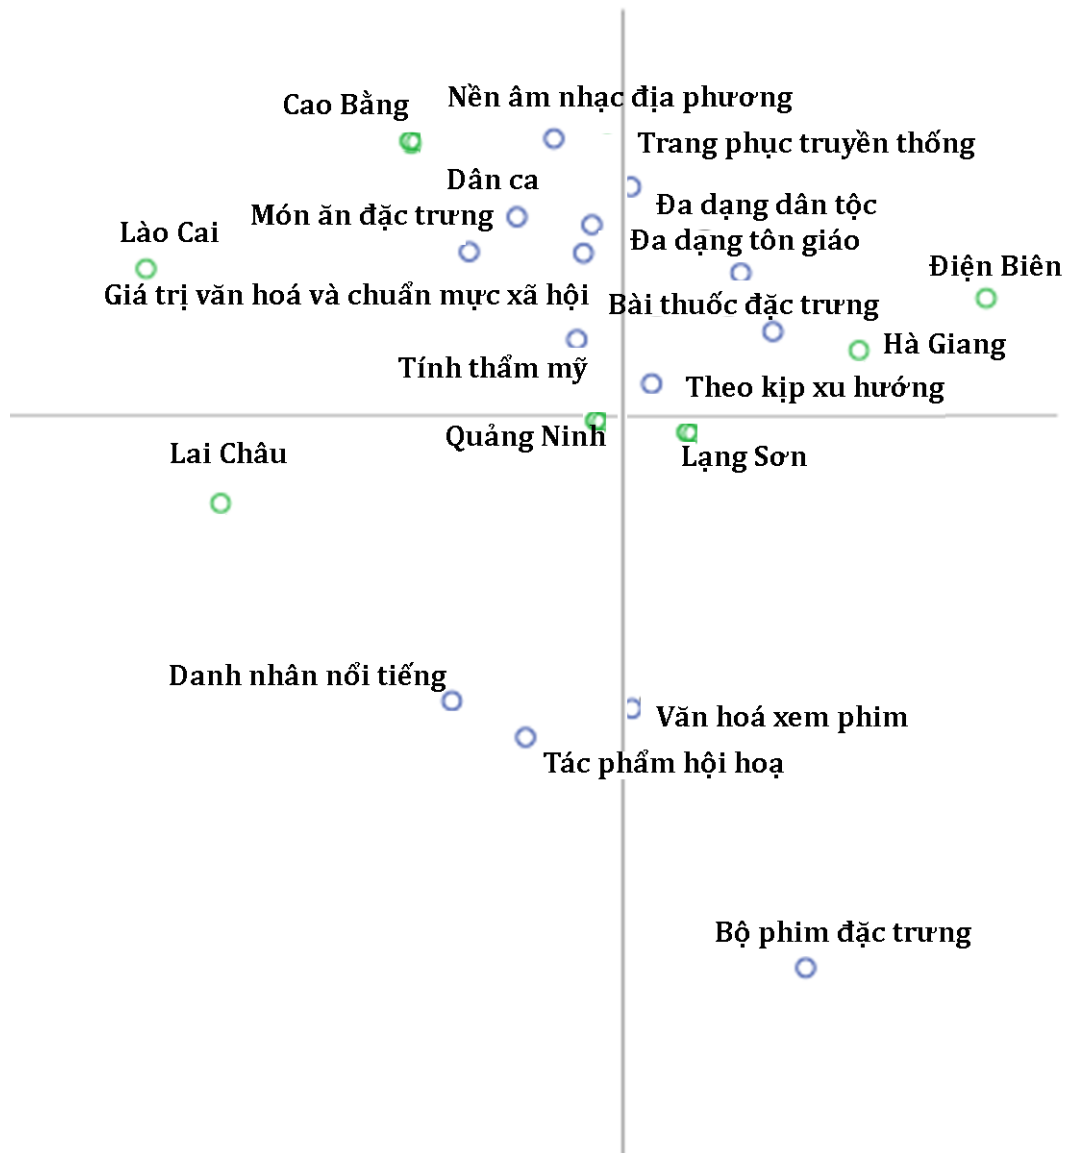 Nền âm nhạc địa phương
Cao Bằng
Trang phục truyền thống
Dân ca
Đa dạng dân tộc
Món ăn đặc trưng
Lào Cai
Đa dạng tôn giáo
Điện Biên
Giá trị văn hoá và chuẩn mực xã hội
Bài thuốc đặc trưng
Hà Giang
Tính thẩm mỹ
Theo kịp xu hướng
Quảng Ninh
Lai Châu
Lạng Sơn
Danh nhân nổi tiếng
Văn hoá xem phim
Tác phẩm hội hoạ
Bộ phim đặc trưng